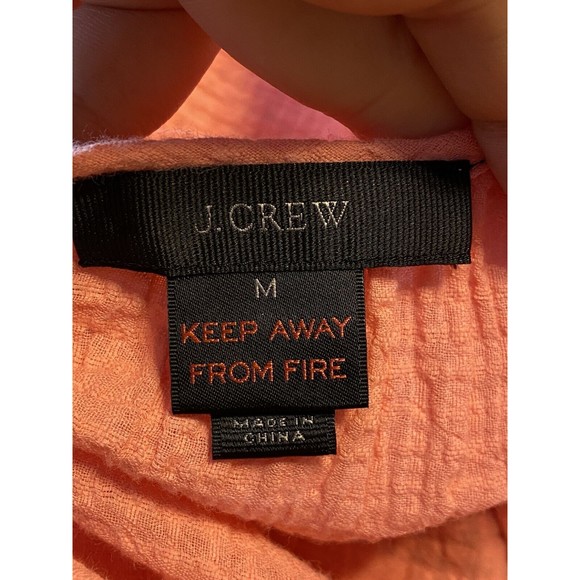 J.CREW
M
KEEP AWAY
FROM FIRE
MADE IN
CHINA